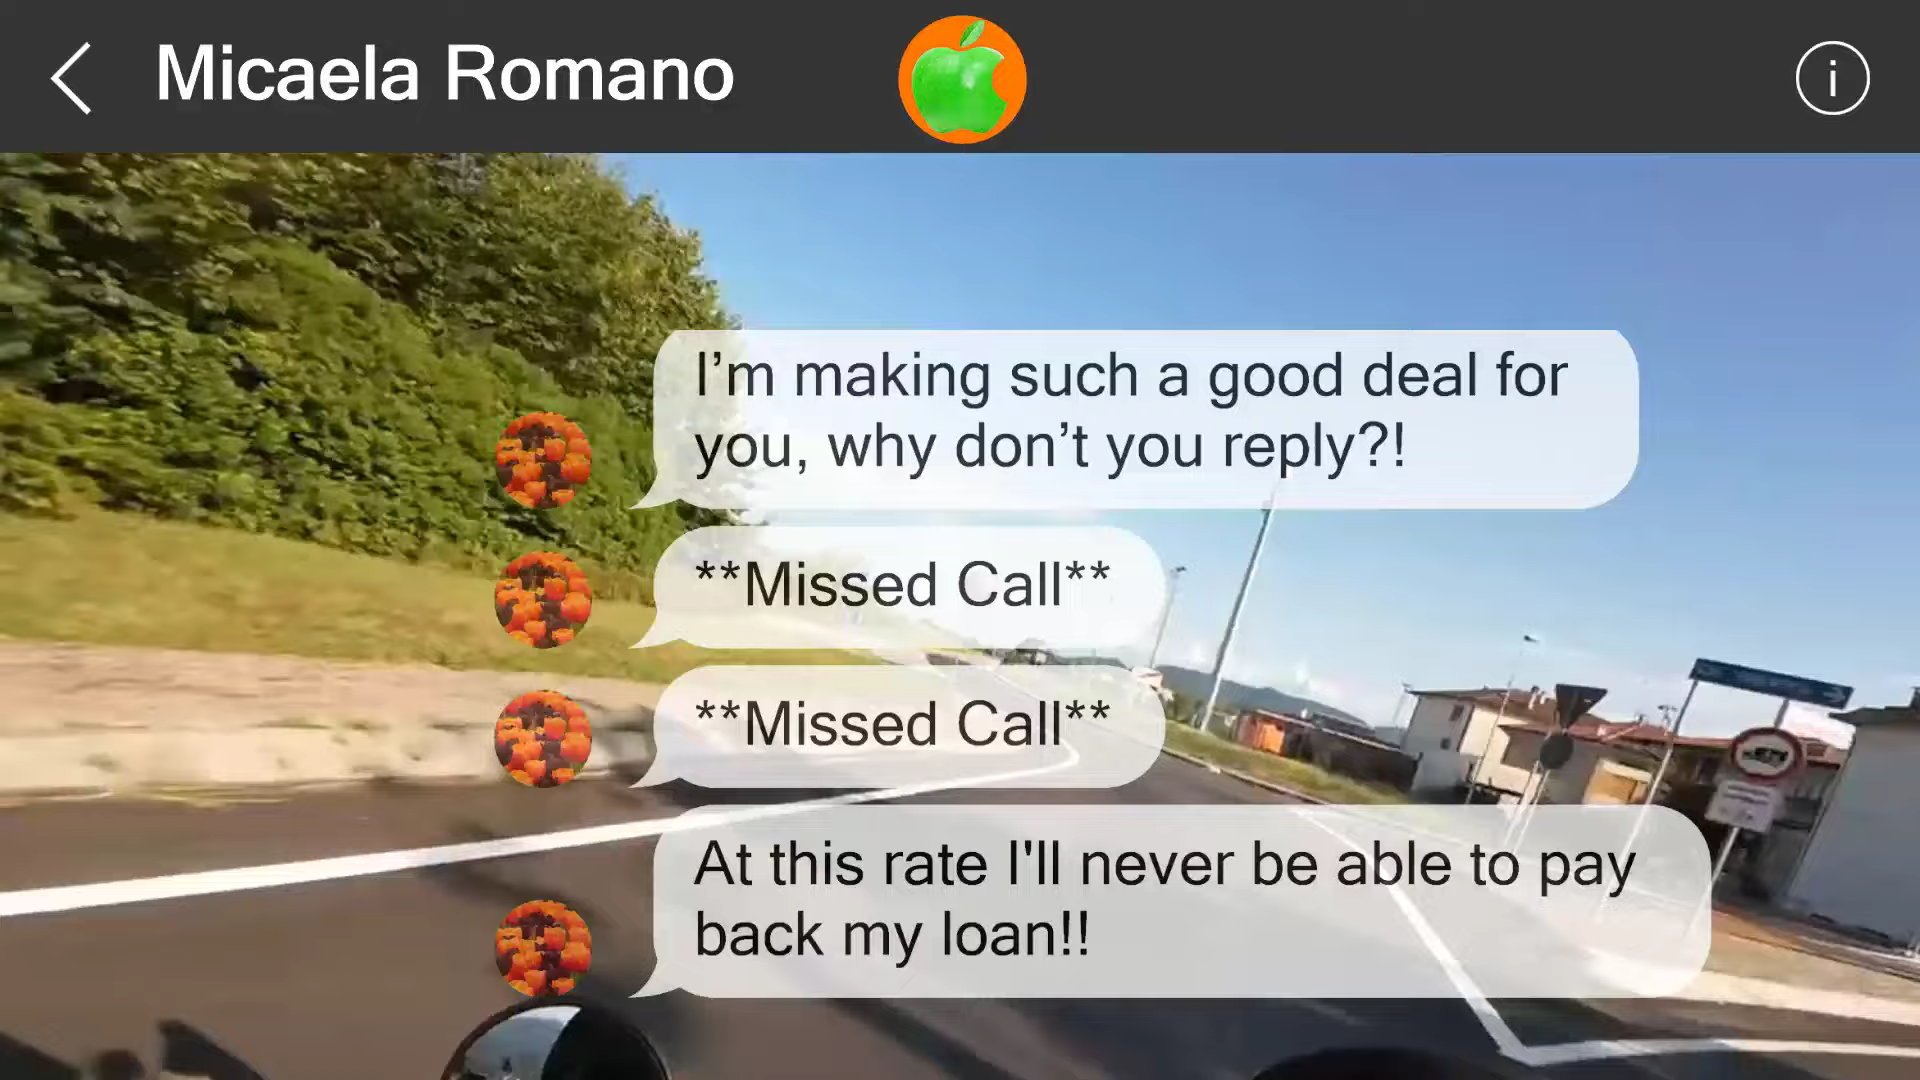 Micaela Romano
i
I’m making such a good deal for
you, why don’t you reply?!
**Missed Call**
**Missed Call**
At this rate I'll never be able to pay
back my loan!!